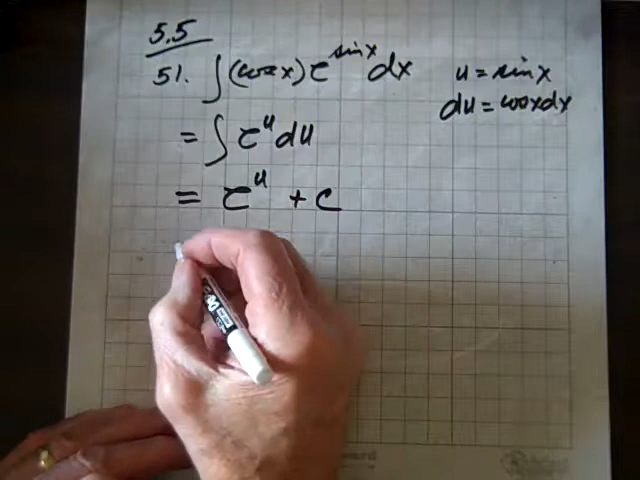 5.5
51. ∫(cos x) e^sin x dx
u = sin x
du = cos x dx
= ∫ e^u du
= e^u + c